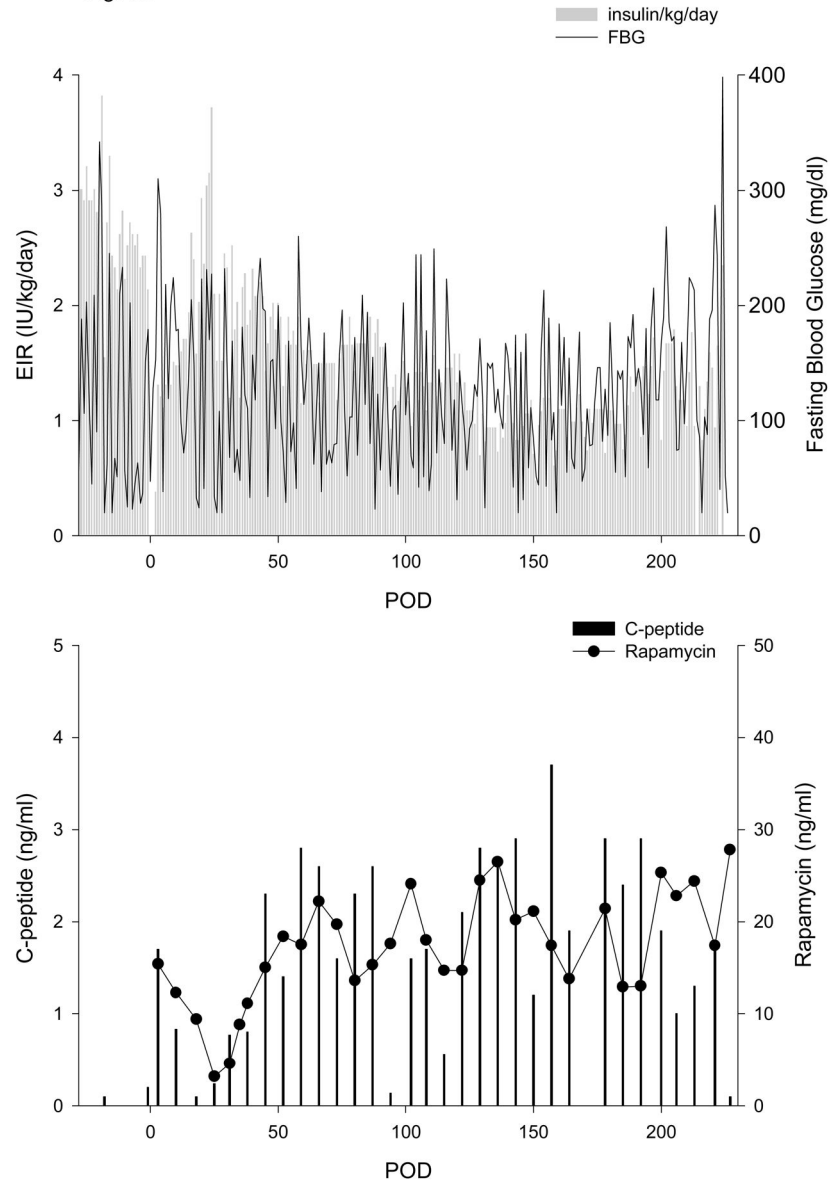 insulin/kg/day
FBG
4
3
2
1
0
EIR (IU/kg/day)
400
300
200
100
0
Fasting Blood Glucose (mg/dl)
0 50 100 150 200
POD
C-peptide
Rapamycin
5
4
3
2
1
0
C-peptide (ng/ml)
50
40
30
20
10
0
Rapamycin (ng/ml)
0 50 100 150 200
POD